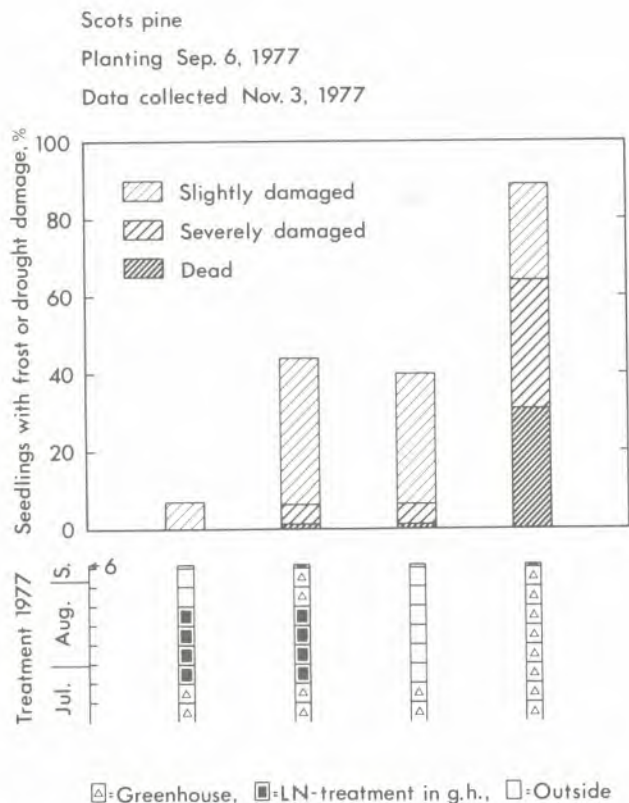 Scots pine
Planting Sep. 6, 1977
Data collected Nov. 3, 1977
Seedlings with frost or drought damage, %
100
80
60
40
20
0
Slightly damaged
Severely damaged
Dead
Treatment 1977
Jul.
Aug.
S.
6
=Greenhouse, =LN-treatment in g.h., =Outside